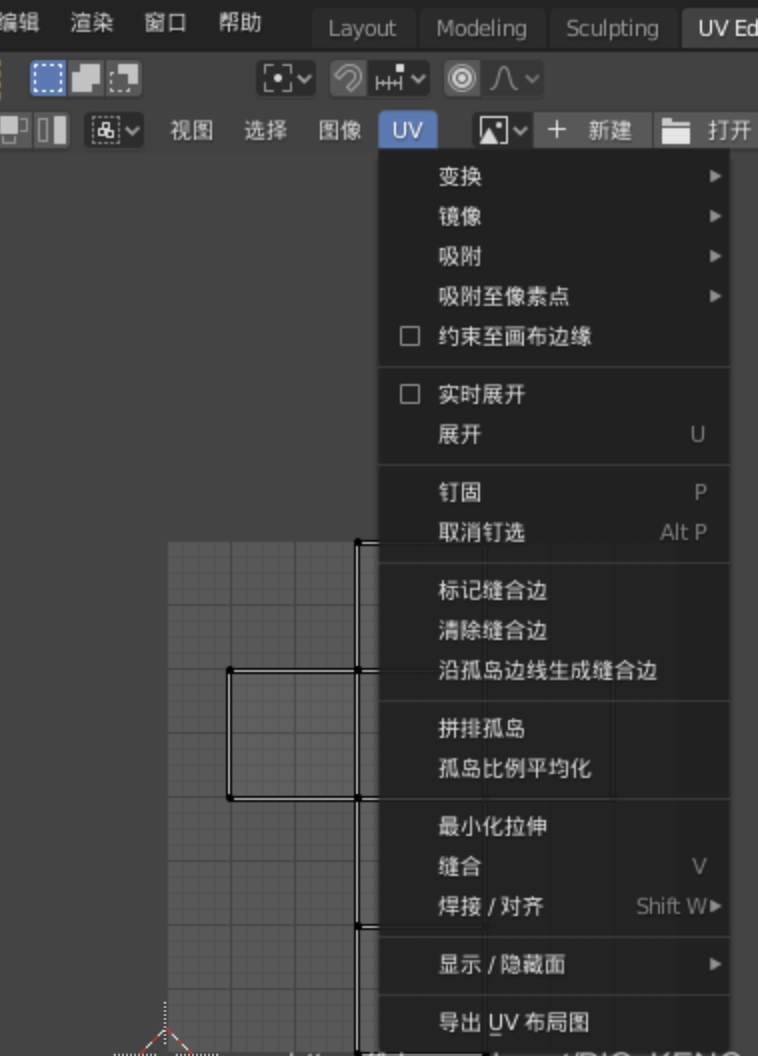 编辑 渲染 窗口 帮助 Layout Modeling Sculpting UV Ed
视图 选择 图像 UV + 新建 打开
变换
镜像
吸附
吸附至像素点
约束至画布边缘
实时展开
展开 U
钉固 P
取消钉选 Alt P
标记缝合边
清除缝合边
沿孤岛边线生成缝合边
拼排孤岛
孤岛比例平均化
最小化拉伸
缝合 V
焊接 / 对齐 Shift W
显示 / 隐藏面
导出 UV 布局图